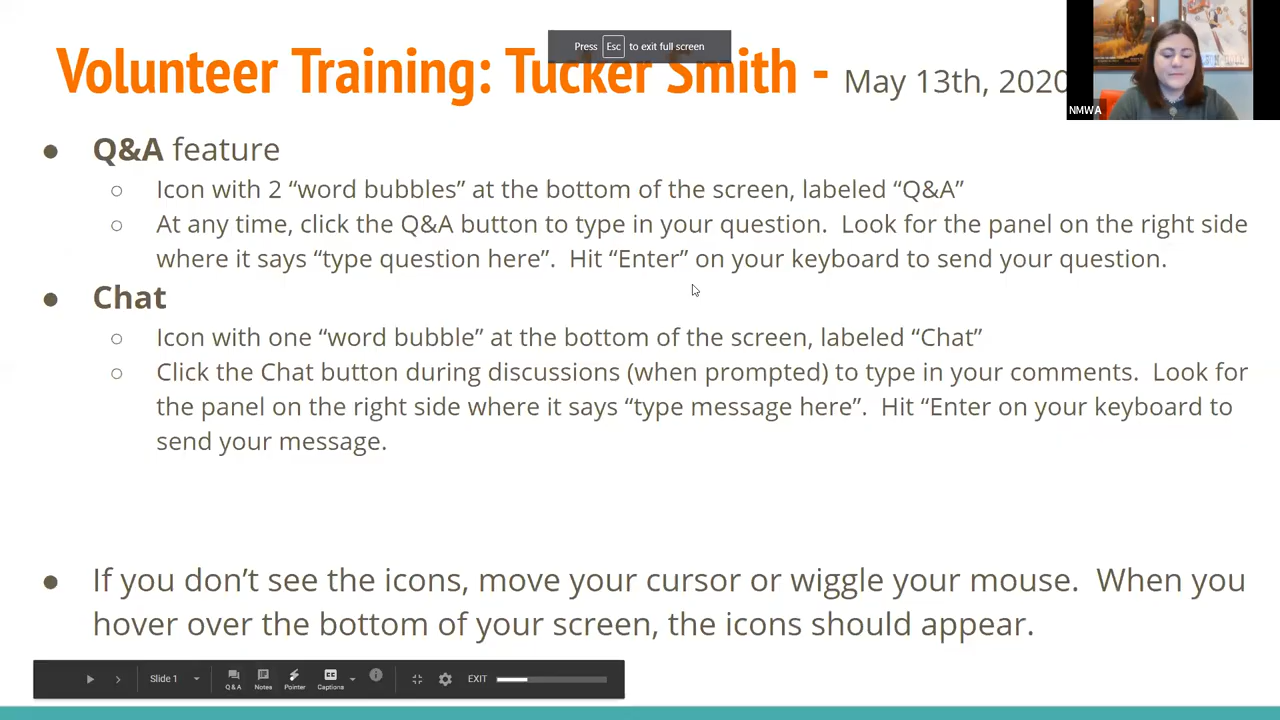 Press Esc to exit full screen
Volunteer Training: Tucker Smith - May 13th, 2020
NMWA
● Q&A feature
○ Icon with 2 “word bubbles” at the bottom of the screen, labeled “Q&A”
○ At any time, click the Q&A button to type in your question.  Look for the panel on the right side
where it says “type question here”.  Hit “Enter” on your keyboard to send your question.
● Chat
○ Icon with one “word bubble” at the bottom of the screen, labeled “Chat”
○ Click the Chat button during discussions (when prompted) to type in your comments.  Look for
the panel on the right side where it says “type message here”.  Hit “Enter on your keyboard to
send your message.
● If you don’t see the icons, move your cursor or wiggle your mouse.  When you
hover over the bottom of your screen, the icons should appear.
Slide 1 Q&A Notes Pointer CC Captions EXIT